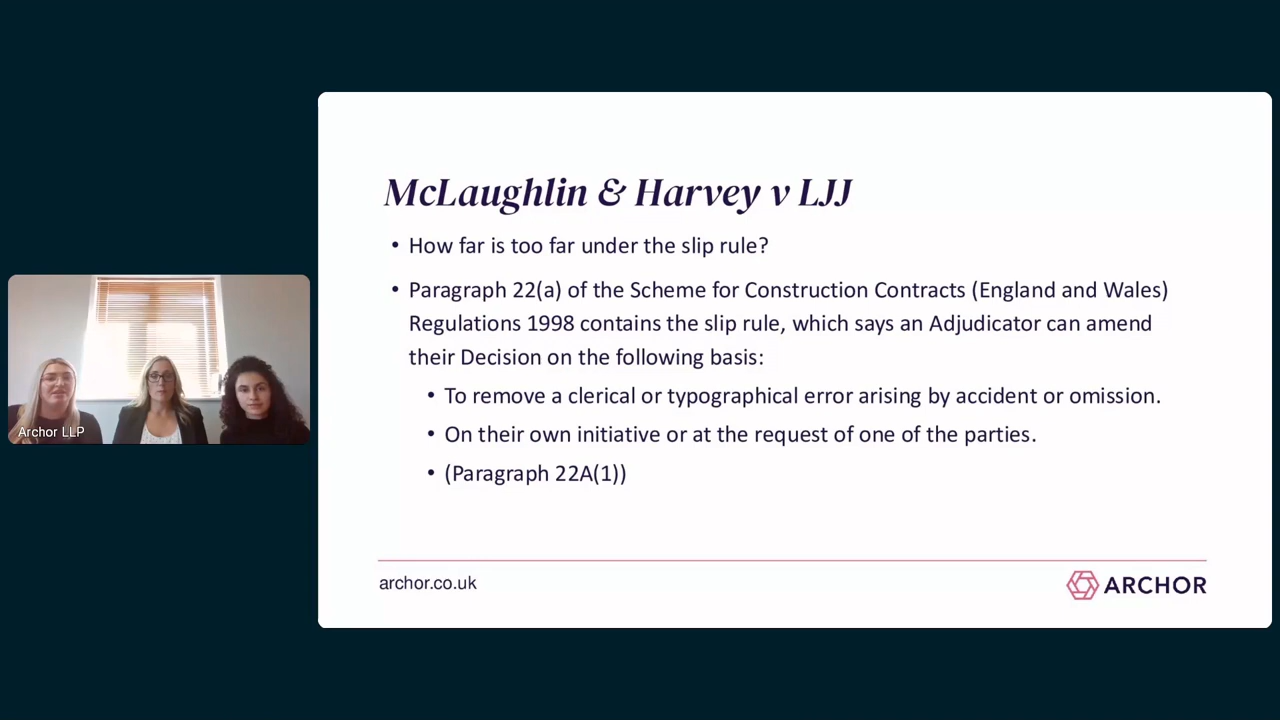 McLaughlin & Harvey v LJJ
• How far is too far under the slip rule?
• Paragraph 22(a) of the Scheme for Construction Contracts (England and Wales)
Regulations 1998 contains the slip rule, which says an Adjudicator can amend
their Decision on the following basis:
• To remove a clerical or typographical error arising by accident or omission.
• On their own initiative or at the request of one of the parties.
• (Paragraph 22A(1))
Archor LLP
archor.co.uk
ARCHOR